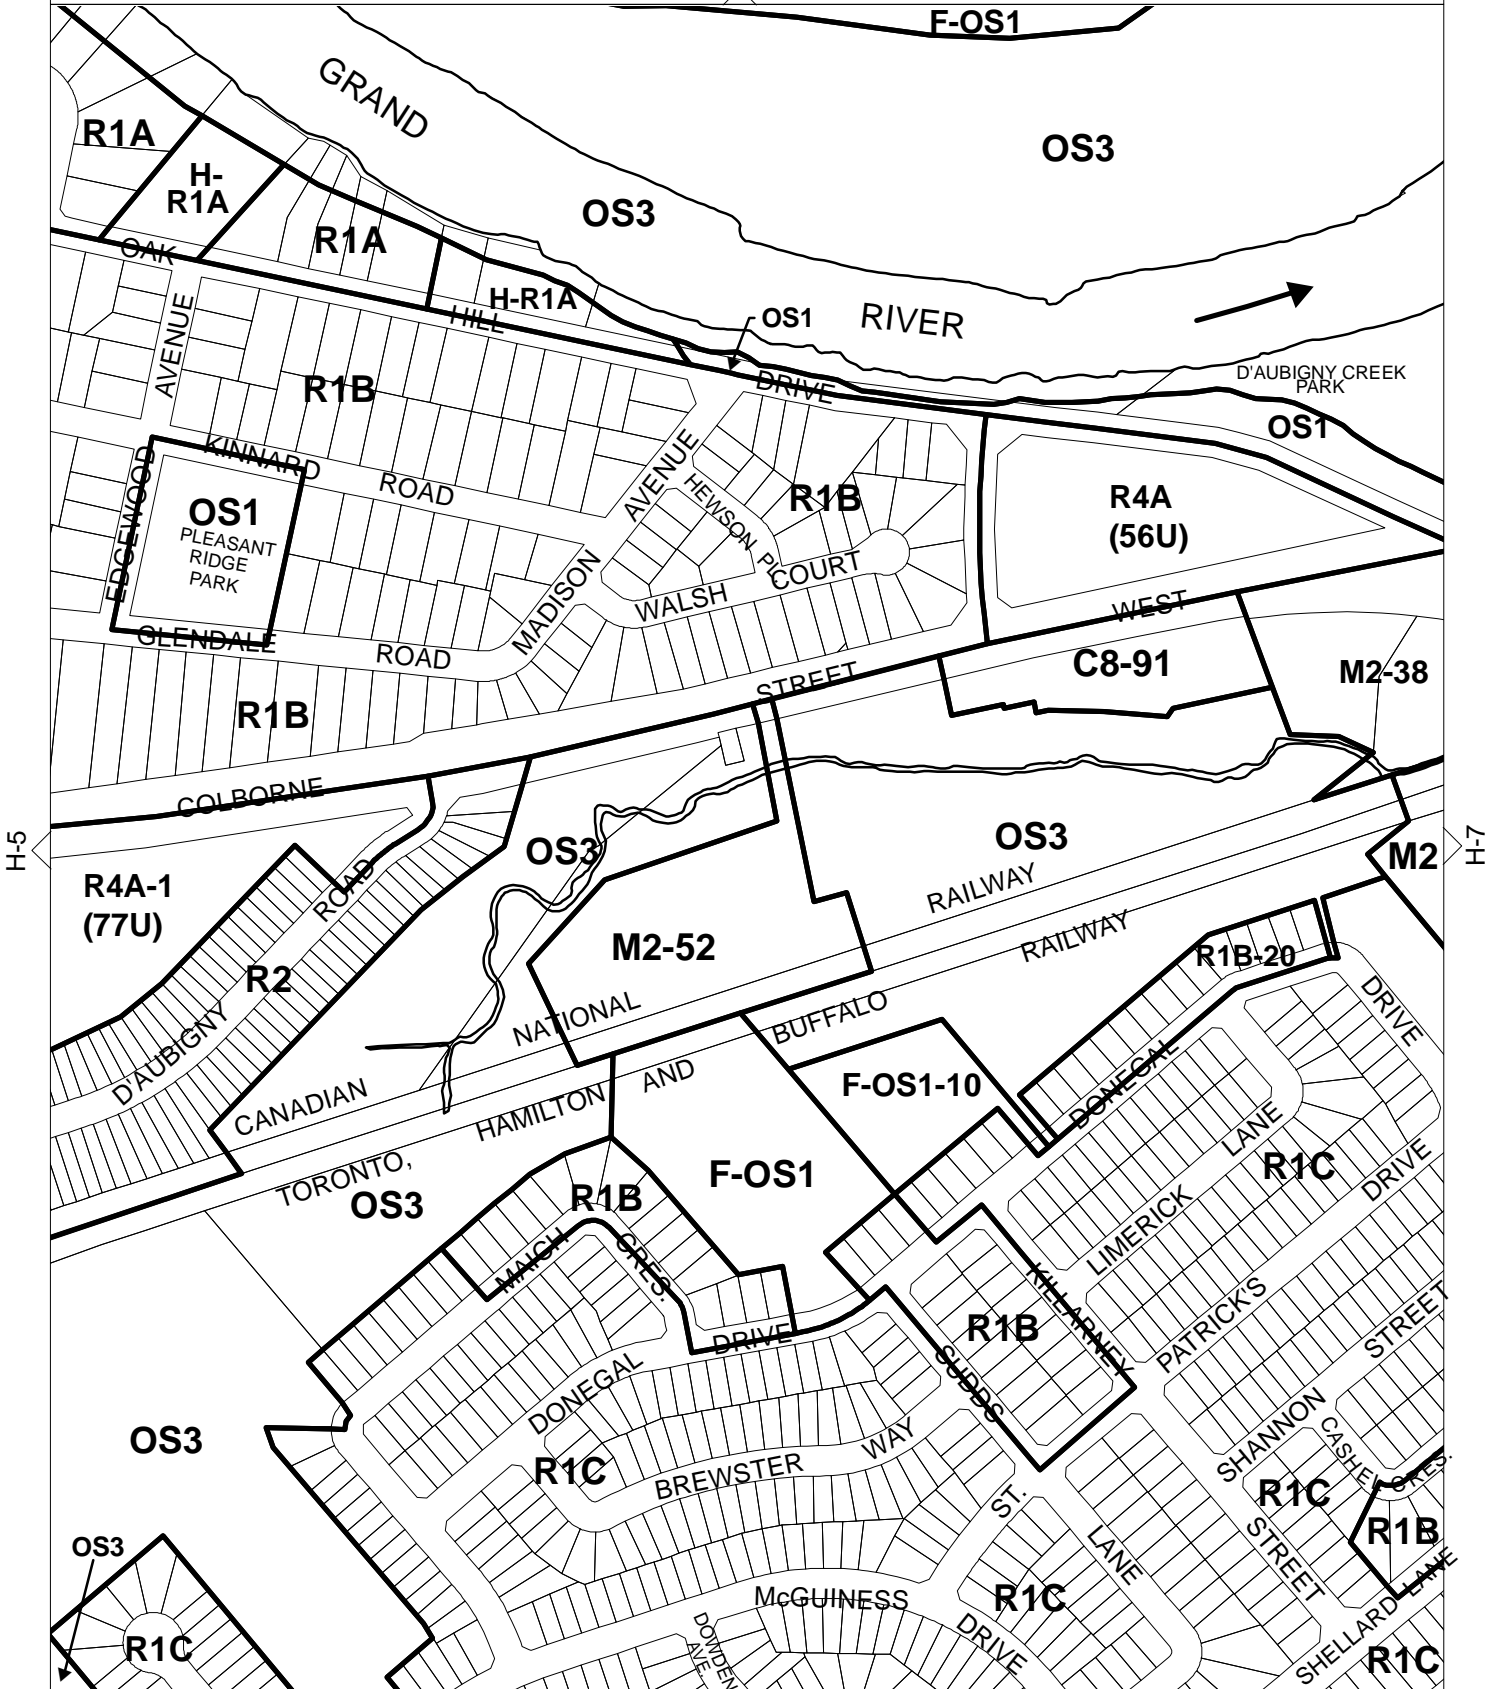 F-OS1
GRAND
R1A
OS3
H-
R1A
OS3
R1A
OAK
H-R1A
HILL
OS1
RIVER
AVENUE
D'AUBIGNY CREEK
PARK
R1B
DRIVE
OS1
KINNARD
ROAD
AVENUE
EDGEWOOD
OS1
PLEASANT
RIDGE
PARK
HEWSON PL.
R1B
R4A
(56U)
COURT
WALSH
MADISON
WEST
GLENDALE
ROAD
C8-91
M2-38
STREET
R1B
COLBORNE
H-5
OS3
OS3
H-7
M2
R4A-1
(77U)
ROAD
RAILWAY
M2-52
RAILWAY
R1B-20
R2
NATIONAL
BUFFALO
DRIVE
D'AUBIGNY
CANADIAN
HAMILTON
AND
F-OS1-10
DONEGAL
LANE
TORONTO,
OS3
R1B
F-OS1
R1C
DRIVE
LIMERICK
MAICH
CRES.
KILLARNEY
R1B
PATRICK'S
STREET
DRIVE
DONEGAL
SUDDS
OS3
R1C
BREWSTER
WAY
SHANNON
CASHEL CRES.
R1C
ST.
R1B
OS3
LANE
STREET
McGUINESS
R1C
SHELLARD LANE
R1C
DOWDEN
AVE.
DRIVE
R1C